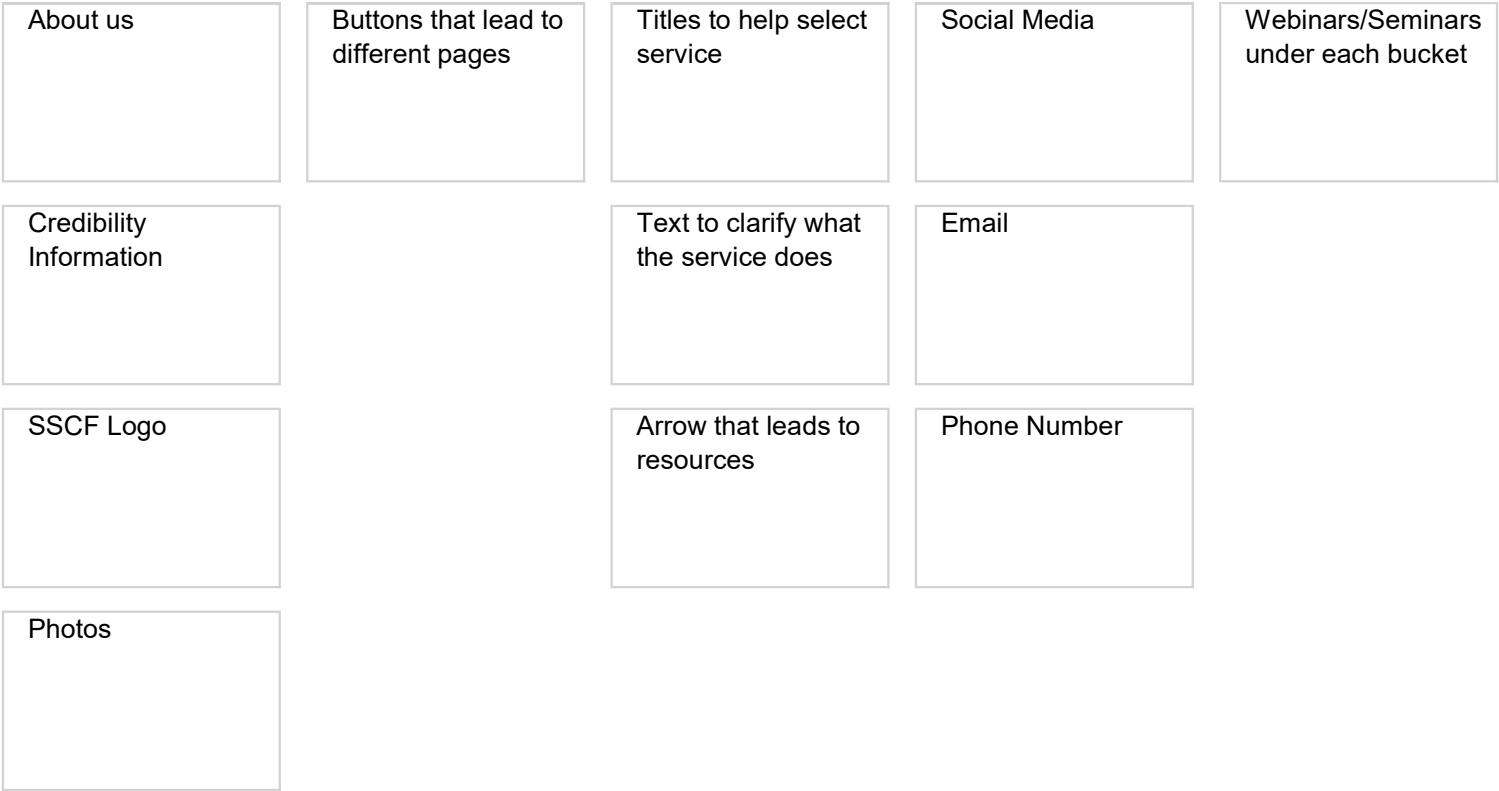 About us
Buttons that lead to
different pages
Titles to help select
service
Social Media
Webinars/Seminars
under each bucket
Credibility
Information
Text to clarify what
the service does
Email
SSCF Logo
Arrow that leads to
resources
Phone Number
Photos